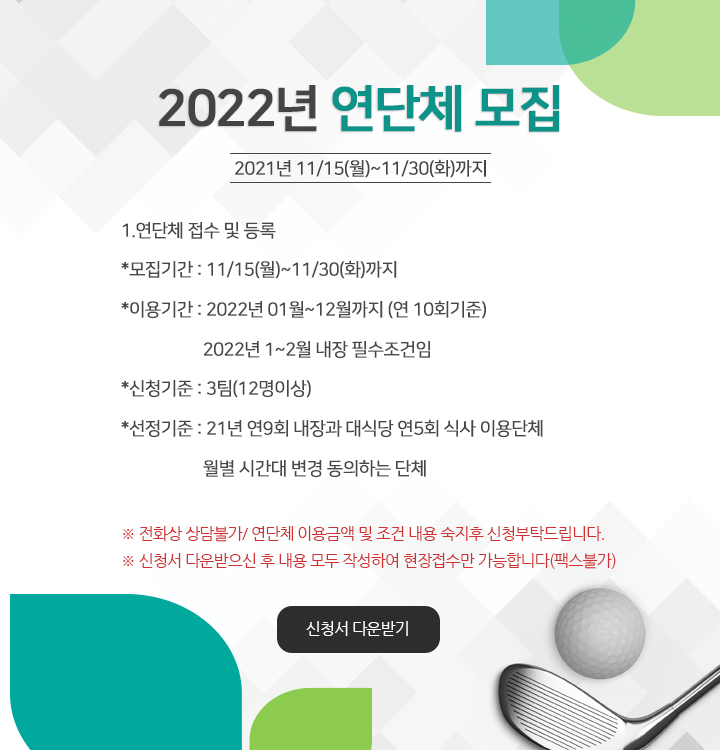 2022년 연단체 모집
2021년 11/15(월)~11/30(화)까지
1.연단체 접수 및 등록
*모집기간 : 11/15(월)~11/30(화)까지
*이용기간 : 2022년 01월~12월까지 (연 10회기준)
2022년 1~2월 내장 필수조건임
*신청기준 : 3팀(12명이상)
*선정기준 : 21년 연9회 내장과 대식당 연5회 식사 이용단체
월별 시간대 변경 동의하는 단체
※ 전화상 상담불가/ 연단체 이용금액 및 조건 내용 숙지후 신청부탁드립니다.
※ 신청서 다운받으신 후 내용 모두 작성하여 현장접수만 가능합니다(팩스불가)
신청서 다운받기